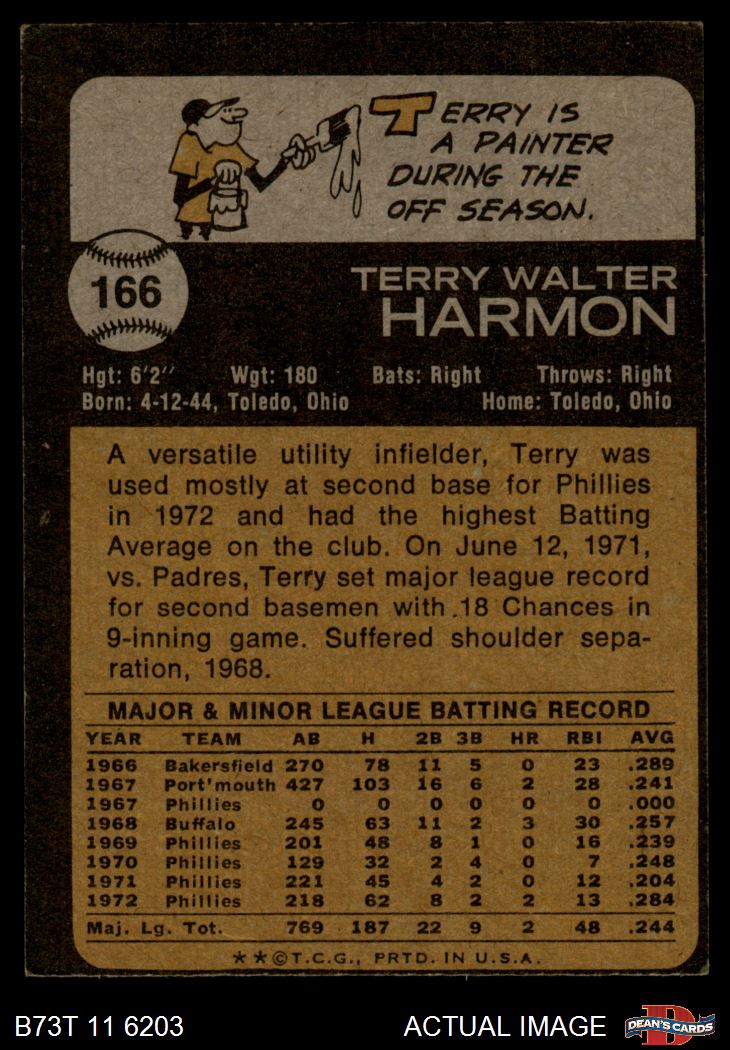 TERRY IS
A PAINTER
DURING THE
OFF SEASON.
166
TERRY WALTER
HARMON
Hgt: 6'2" Wgt: 180 Bats: Right Throws: Right
Born: 4-12-44, Toledo, Ohio Home: Toledo, Ohio
A versatile utility infielder, Terry was
used mostly at second base for Phillies
in 1972 and had the highest Batting
Average on the club. On June 12, 1971,
vs. Padres, Terry set major league record
for second basemen with 18 Chances in
9-inning game. Suffered shoulder sepa-
ration, 1968.
MAJOR & MINOR LEAGUE BATTING RECORD
YEAR TEAM AB H 2B 3B HR RBI AVG
1966 Bakersfield 270 78 11 5 0 23 .289
1967 Port'mouth 427 103 16 6 2 28 .241
1967 Phillies 0 0 0 0 0 0 .000
1968 Buffalo 245 63 11 2 3 30 .257
1969 Phillies 201 48 8 1 0 16 .239
1970 Phillies 129 32 2 4 0 7 .248
1971 Phillies 221 45 4 2 0 12 .204
1972 Phillies 218 62 8 2 2 13 .284
Maj. Lg. Tot. 769 187 22 9 2 48 .244
**©T.C.G., PRTD. IN U.S.A.
B73T 11 6203 ACTUAL IMAGE DEAN'S CARDS